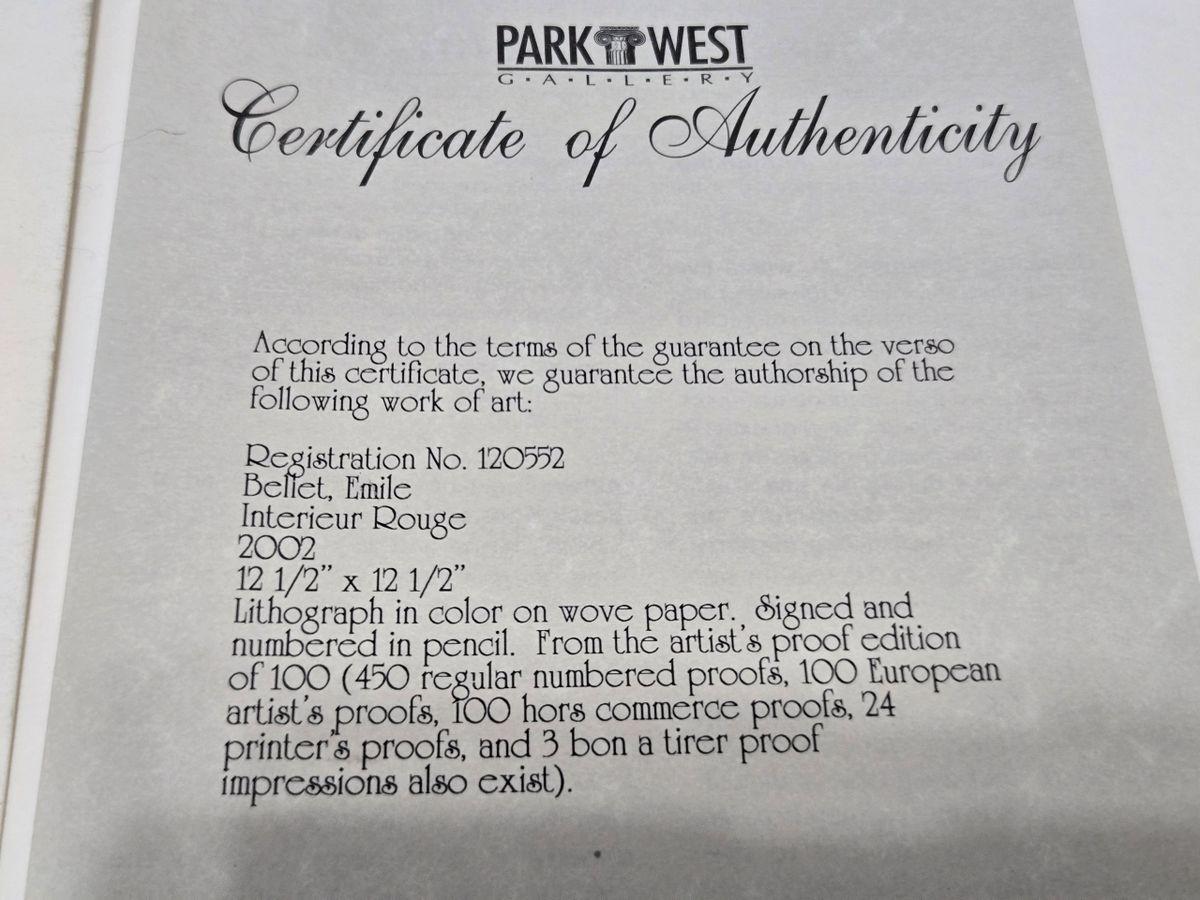 PARK WEST
G·A·L·L·E·R·Y
Certificate of Authenticity
According to the terms of the guarantee on the verso
of this certificate, we guarantee the authorship of the
following work of art:
Registration No. 120552
Bellet, Emile
Interieur Rouge
2002
12 1/2” x 12 1/2”
Lithograph in color on wove paper., Signed and
numbered in pencil. From the artist's proof edition
of 100 (450 regular numbered proofs, 100 European
artist's proofs, 100 hors commerce proofs, 24
printer's proofs, and 3 bon a tirer proof
impressions also exist).